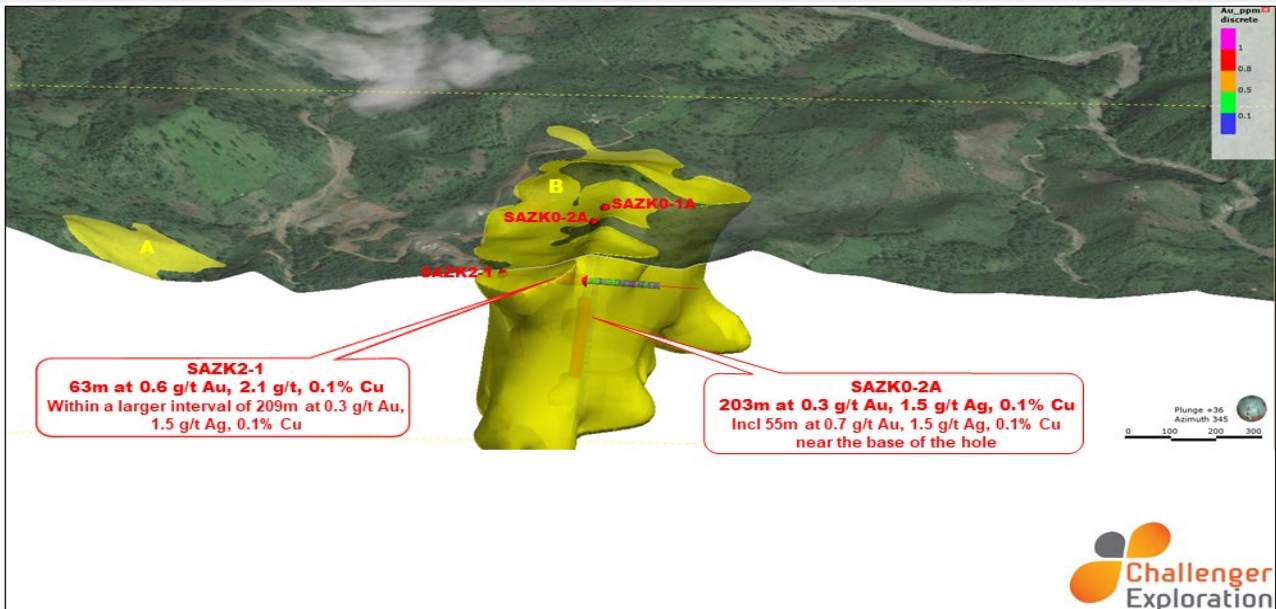 Au_ppm
discrete
1
0.8
0.5
0.1
B
SAZK0-1A
SAZK0-2A
A
SAZK2-1
SAZK2-1
63m at 0.6 g/t Au, 2.1 g/t, 0.1% Cu
Within a larger interval of 209m at 0.3 g/t Au,
1.5 g/t Ag, 0.1% Cu
SAZK0-2A
203m at 0.3 g/t Au, 1.5 g/t Ag, 0.1% Cu
Incl 55m at 0.7 g/t Au, 1.5 g/t Ag, 0.1% Cu
near the base of the hole
Plunge +36
Azimuth 345
0 100 200 300
Challenger
Exploration